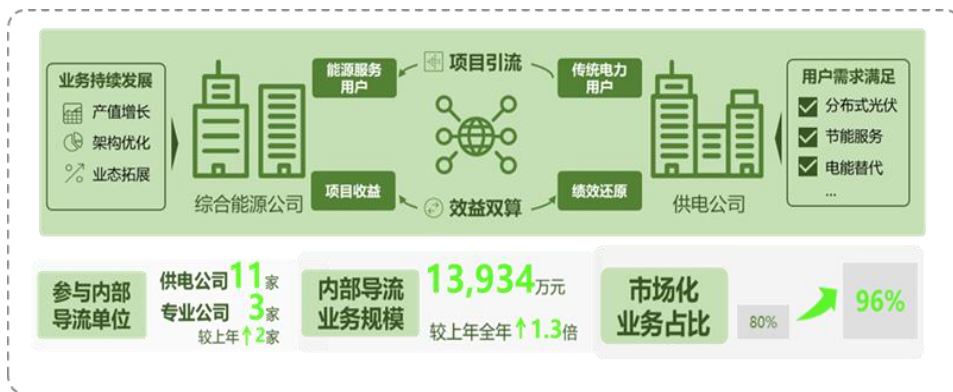 业务持续发展
产值增长
架构优化
业态拓展
综合能源公司
能源服务
用户
项目引流
传统电力
用户
项目收益
效益双算
绩效还原
供电公司
用户需求满足
分布式光伏
节能服务
电能替代
...
参与内部
导流单位
供电公司11家
专业公司3家
较上年↑2家
内部导流
业务规模
13,934万元
较上年全年↑1.3倍
市场化
业务占比
80%
96%